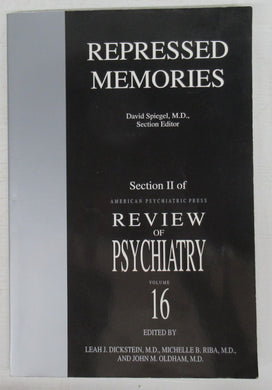 REPRESSED
MEMORIES
David Spiegel, M.D.,
Section Editor
Section II of
AMERICAN PSYCHIATRIC PRESS
REVIEW
OF
PSYCHIATRY
VOLUME
16
EDITED BY
LEAH J. DICKSTEIN, M.D., MICHELLE B. RIBA, M.D.,
AND JOHN M. OLDHAM, M.D.